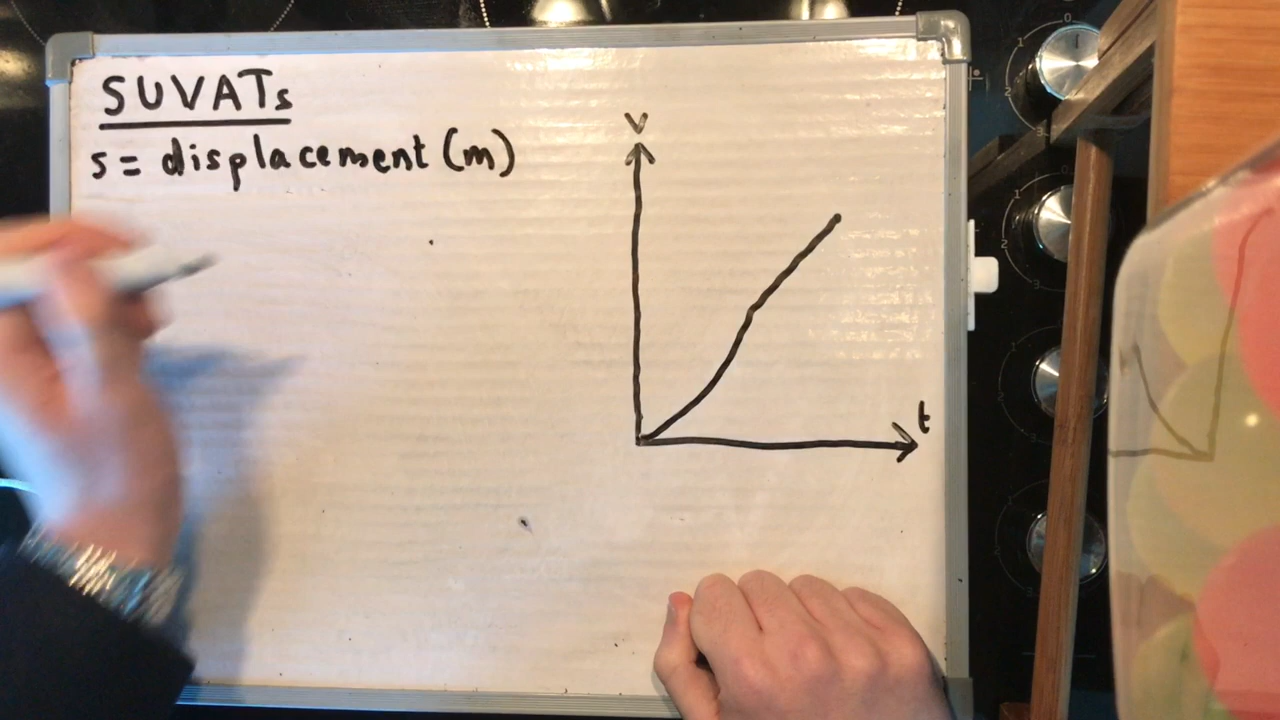 SUVATs
s = displacement (m)
v
t